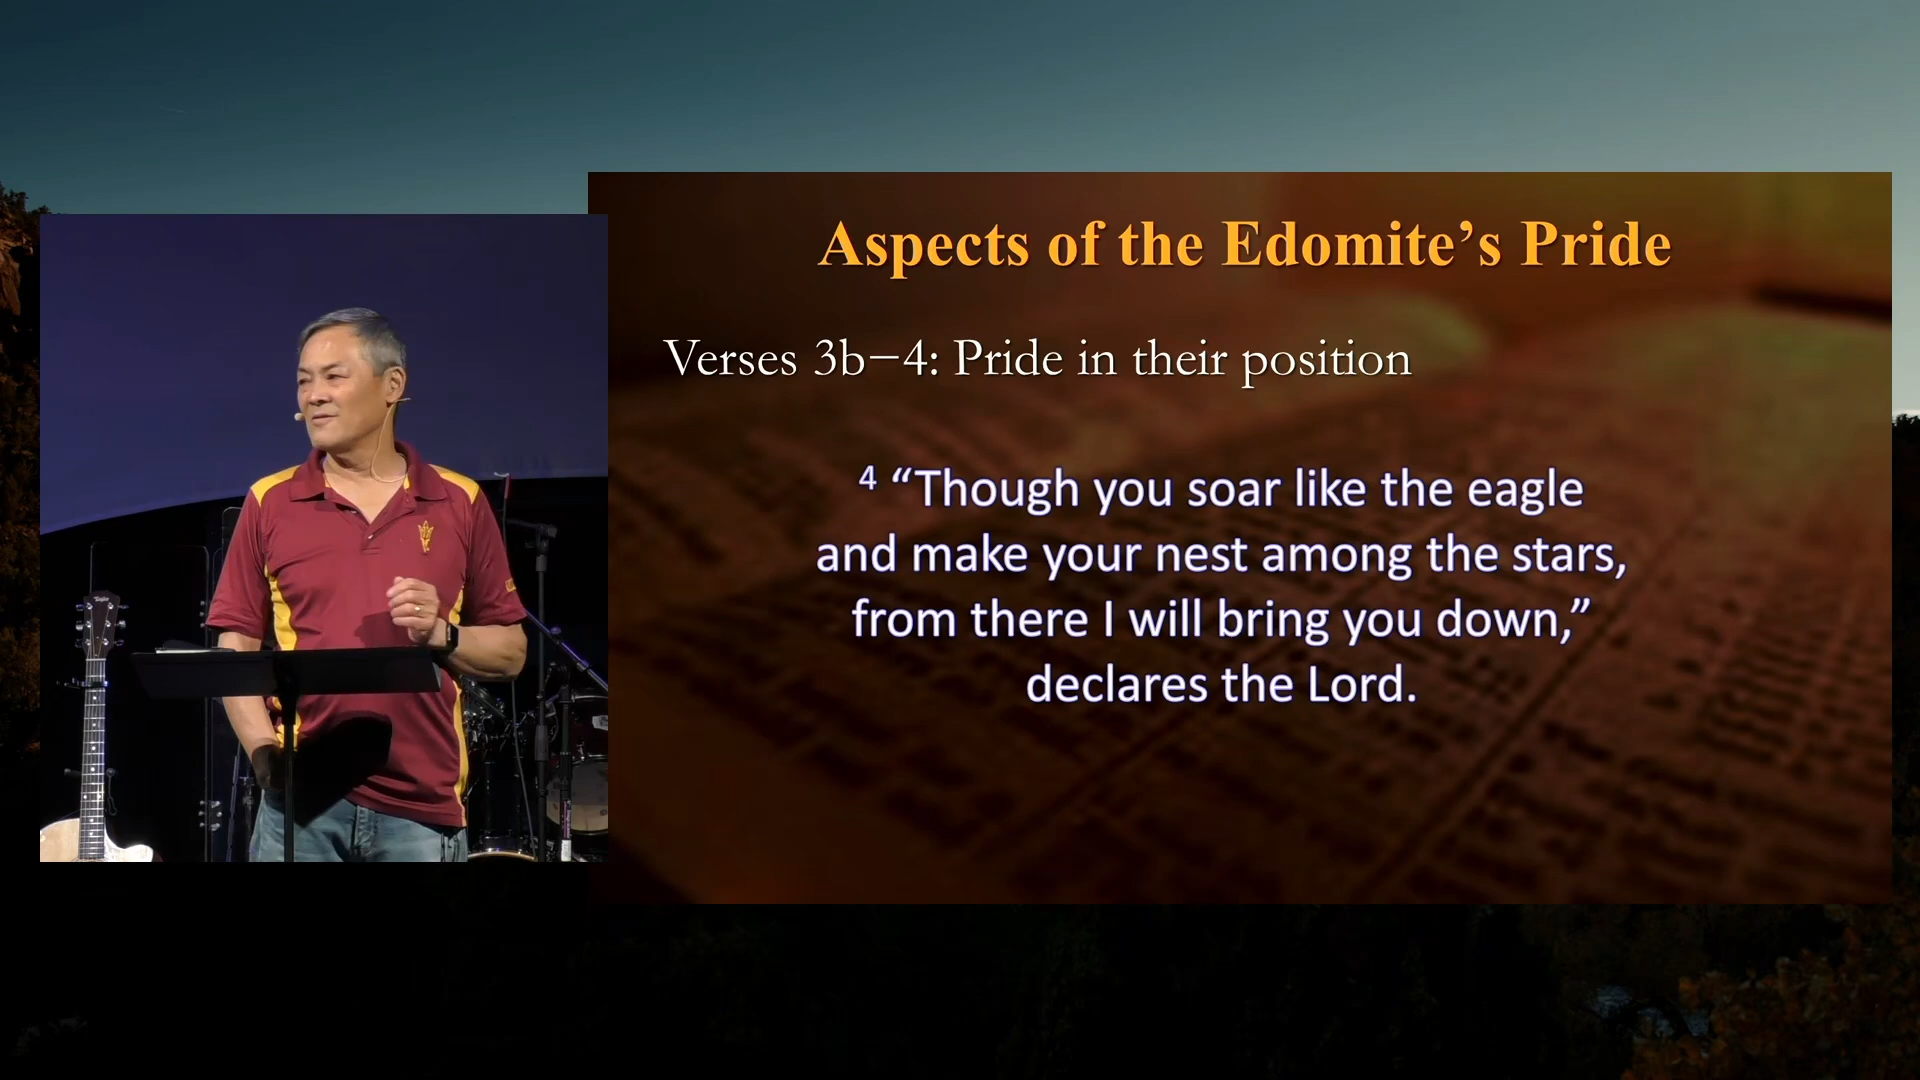 Aspects of the Edomite’s Pride
Verses 3b–4: Pride in their position
4 “Though you soar like the eagle
and make your nest among the stars,
from there I will bring you down,”
declares the Lord.